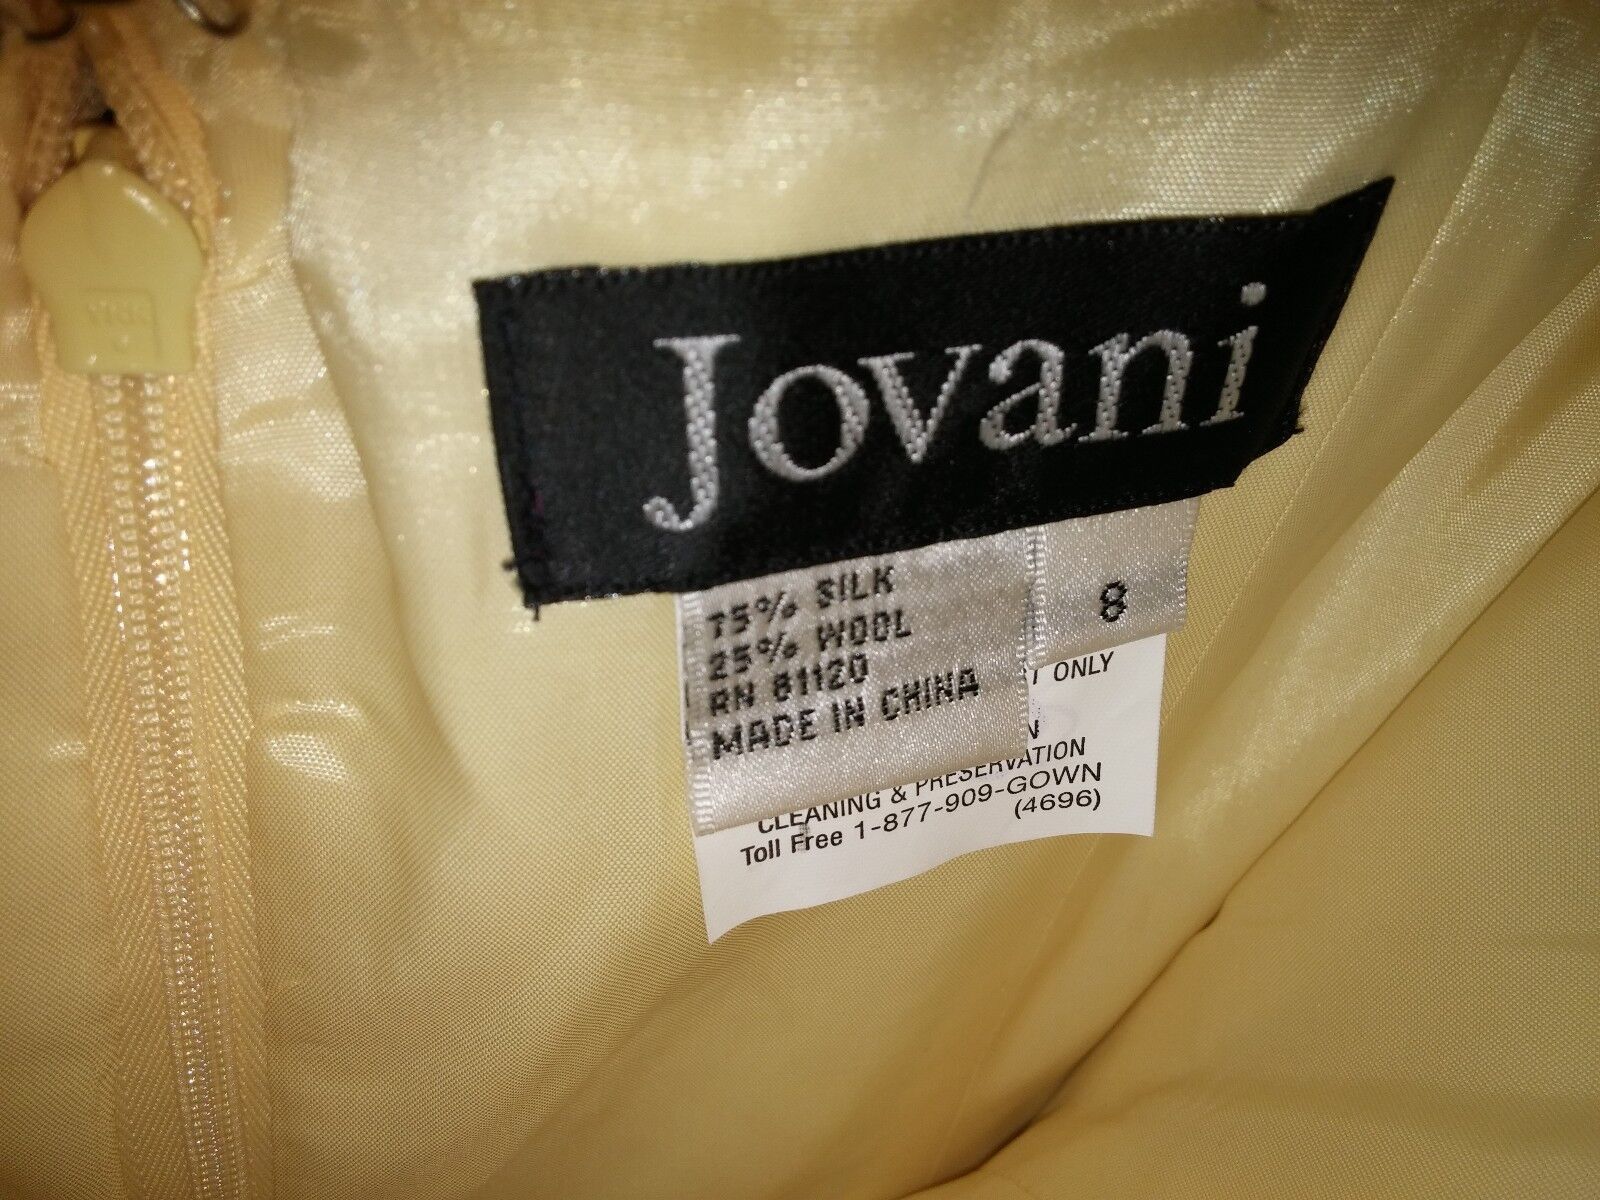 Jovani
75% SILK
25% WOOL
RN 81120
MADE IN CHINA
8
ONLY
CLEANING & PRESERVATION
Toll Free 1-877-909-GOWN
(4696)